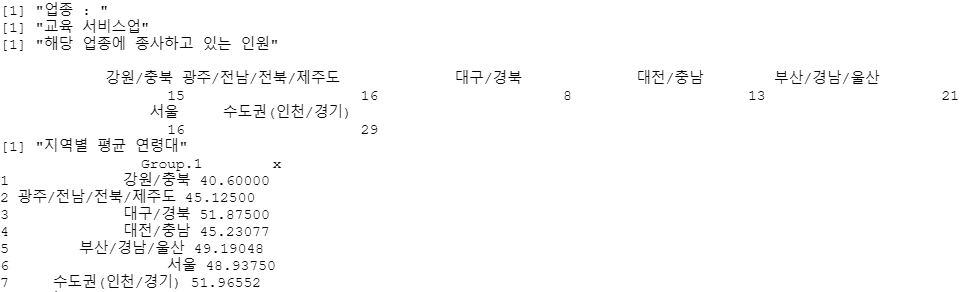 [1] "업종 : "
[1] "교육 서비스업"
[1] "해당 업종에 종사하고 있는 인원"
강원/충북 광주/전남/전북/제주도 대구/경북 대전/충남 부산/경남/울산
15 16 8 13 21
서울 수도권(인천/경기)
16 29
[1] "지역별 평균 연령대"
Group.1 x
1 강원/충북 40.60000
2 광주/전남/전북/제주도 45.12500
3 대구/경북 51.87500
4 대전/충남 45.23077
5 부산/경남/울산 49.19048
6 서울 48.93750
7 수도권(인천/경기) 51.96552